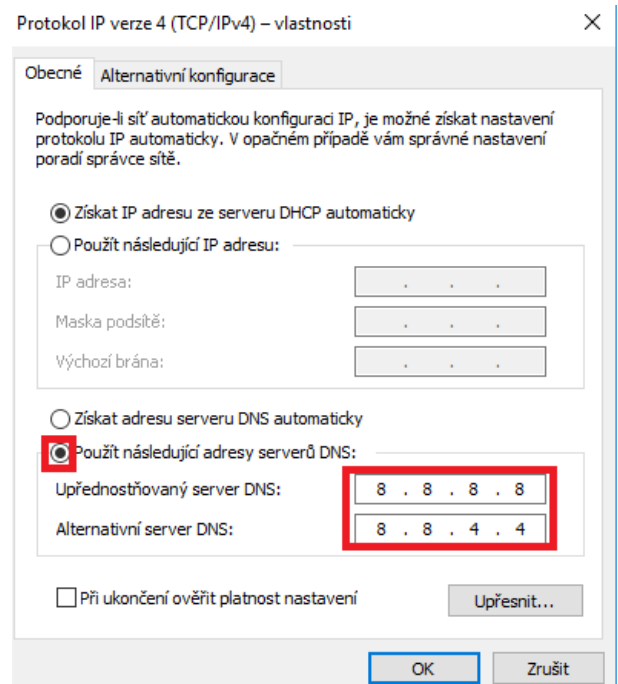 Protokol IP verze 4 (TCP/IPv4) – vlastnosti
Obecné
Alternativní konfigurace
Podporuje-li síť automatickou konfiguraci IP, je možné získat nastavení
protokolu IP automaticky. V opačném případě vám správné nastavení
poradí správce sítě.
Získat IP adresu ze serveru DHCP automaticky
Použít následující IP adresu:
IP adresa:
Maska podsítě:
Výchozí brána:
Získat adresu serveru DNS automaticky
Použít následující adresy serverů DNS:
Upřednostňovaný server DNS: 8 . 8 . 8 . 8
Alternativní server DNS: 8 . 8 . 4 . 4
Při ukončení ověřit platnost nastavení
Upřesnit...
OK
Zrušit